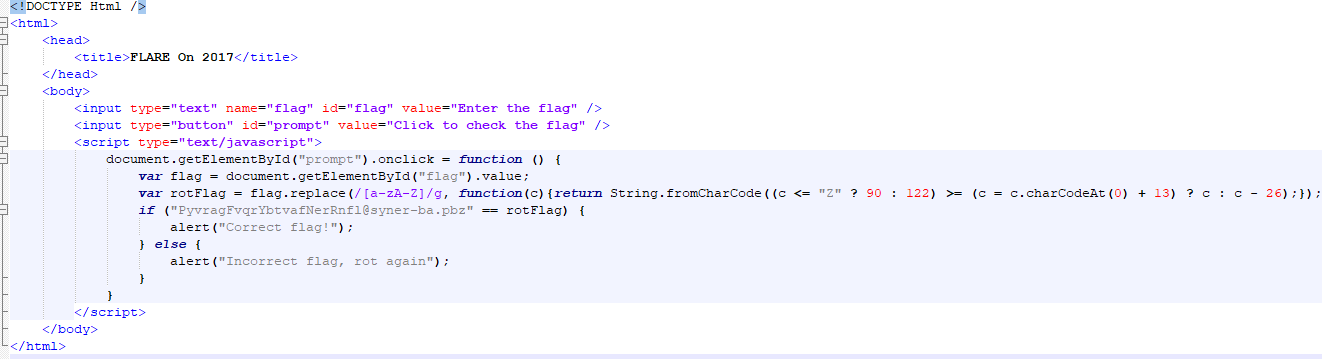 <!DOCTYPE Html />
<html>
    <head>
        <title>FLARE On 2017</title>
    </head>
    <body>
        <input type="text" name="flag" id="flag" value="Enter the flag" />
        <input type="button" id="prompt" value="Click to check the flag" />
        <script type="text/javascript">
            document.getElementById("prompt").onclick = function () {
                var flag = document.getElementById("flag").value;
                var rotFlag = flag.replace(/[a-zA-Z]/g, function(c){return String.fromCharCode((c <= "Z" ? 90 : 122) >= (c = c.charCodeAt(0) + 13) ? c : c - 26);});
                if ("PyvragFvqrYbtvafNerRnfl@syner-ba.pbz" == rotFlag) {
                    alert("Correct flag!");
                } else {
                    alert("Incorrect flag, rot again");
                }
            }
        </script>
    </body>
</html>